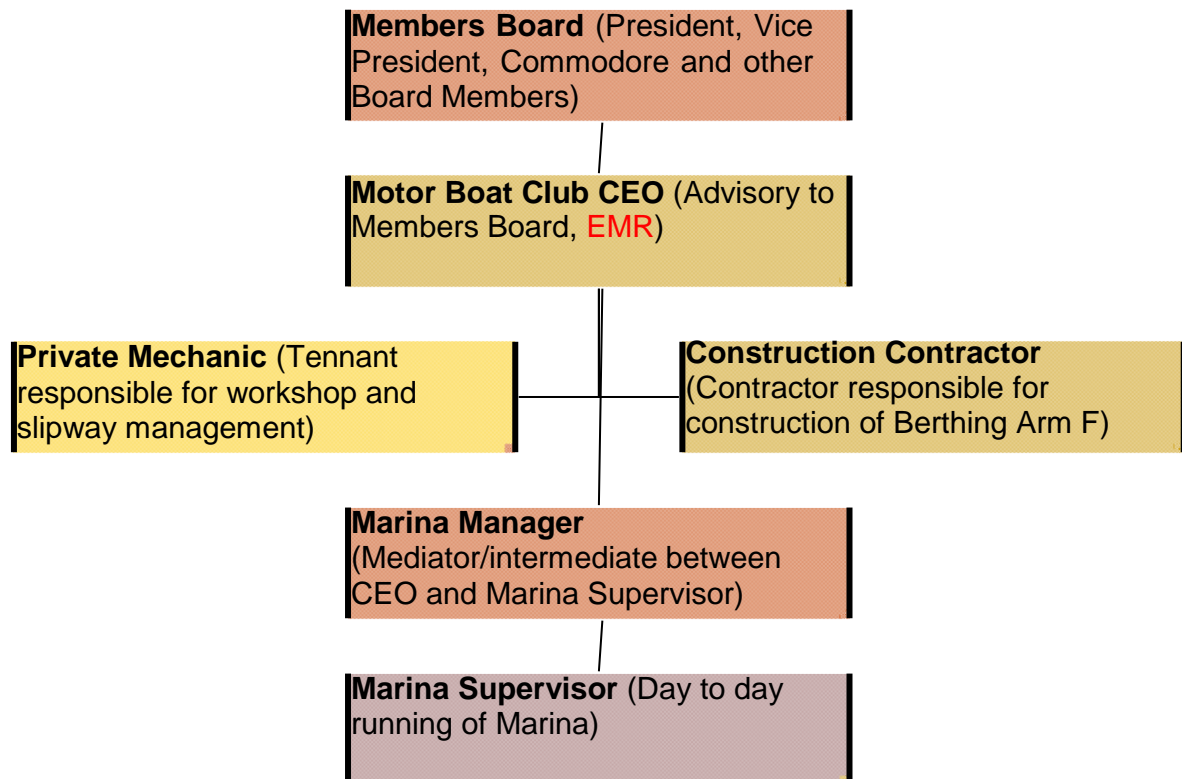 Members Board (President, Vice
President, Commodore and other
Board Members)
Motor Boat Club CEO (Advisory to
Members Board, EMR)
Private Mechanic (Tennant
responsible for workshop and
slipway management)
Construction Contractor
(Contractor responsible for
construction of Berthing Arm F)
Marina Manager
(Mediator/intermediate between
CEO and Marina Supervisor)
Marina Supervisor (Day to day
running of Marina)